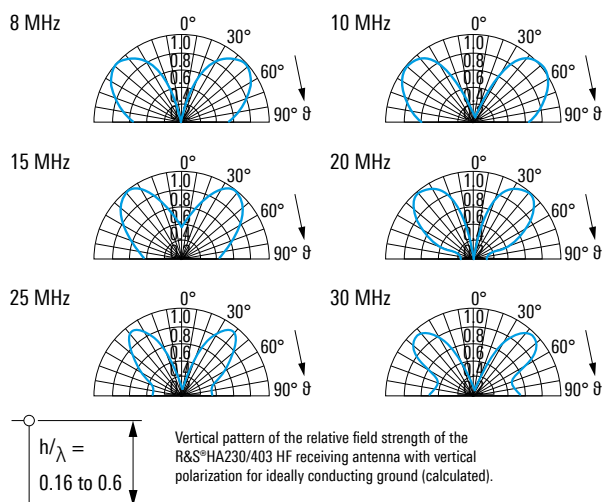 8 MHz
0°
30°
60°
90° ϑ
1.0
0.8
0.6
0.4
10 MHz
0°
30°
60°
90° ϑ
1.0
0.8
0.6
0.4
15 MHz
0°
30°
60°
90° ϑ
1.0
0.8
0.6
0.4
20 MHz
0°
30°
60°
90° ϑ
1.0
0.8
0.6
0.4
25 MHz
0°
30°
60°
90° ϑ
1.0
0.8
0.6
0.4
30 MHz
0°
30°
60°
90° ϑ
1.0
0.8
0.6
0.4
h/λ =
0.16 to 0.6
Vertical pattern of the relative field strength of the
R&S®HA230/403 HF receiving antenna with vertical
polarization for ideally conducting ground (calculated).